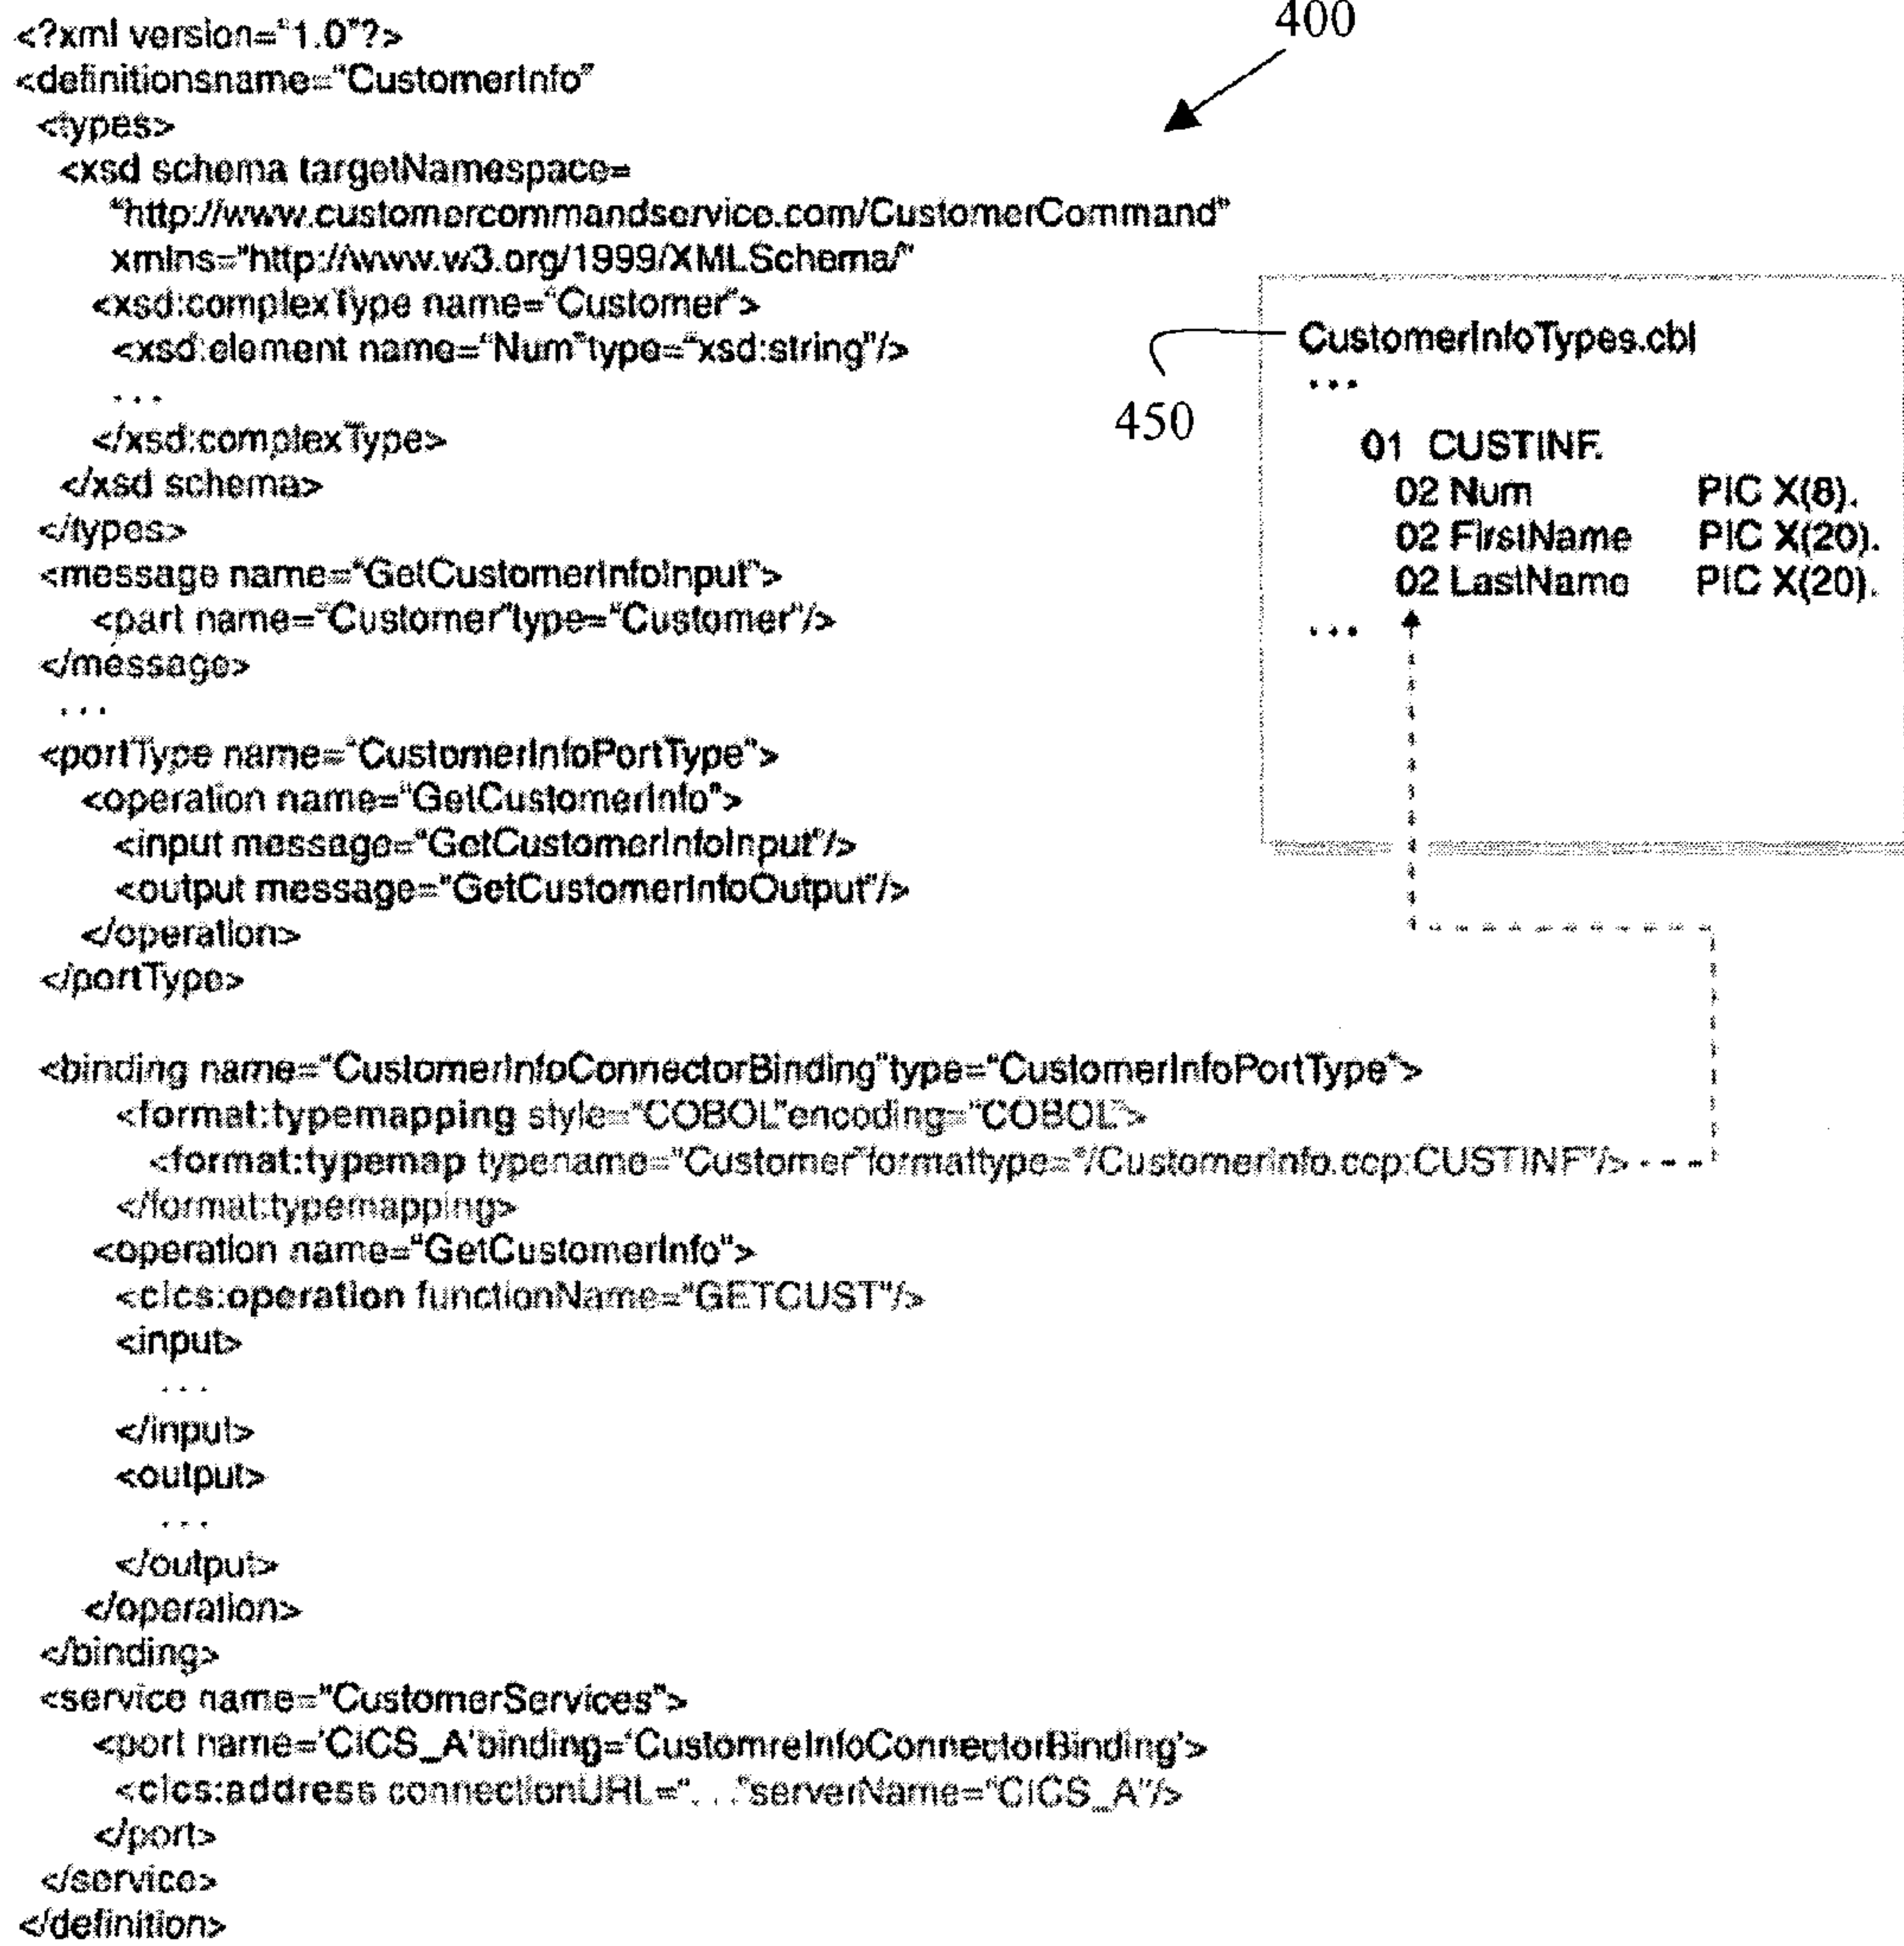 400
<?xml version="1.0"?>
<definitionsname="CustomerInfo"
<types>
<xsd schema targetNamespace=
"http://www.customercommandservice.com/CustomerCommand"
xmlns="http://www.w3.org/1999/XMLSchema/"
<xsd:complexType name="Customer">
<xsd:element name="Num"type="xsd:string"/>
...
</xsd:complexType>
</xsd schema>
</types>
<message name="GetCustomerInfoInput">
<part name="Customer"type="Customer"/>
</message>
...
<portType name="CustomerInfoPortType">
<operation name="GetCustomerInfo">
<input message="GetCustomerInfoInput"/>
<output message="GetCustomerInfoOutput"/>
</operation>
</portType>
<binding name="CustomerInfoConnectorBinding"type="CustomerInfoPortType">
<format:typemapping style="COBOL"encoding="COBOL">
<format:typemap typename="Customer"formattype="/CustomerInfo.ccp:CUSTINF"/>
</format:typemapping>
<operation name="GetCustomerInfo">
<cics:operation functionName="GETCUST"/>
<input>
...
</input>
<output>
...
</output>
</operation>
</binding>
<service name="CustomerServices">
<port name='CICS_A'binding='CustomreInfoConnectorBinding'>
<cics:address connectionURL="..."serverName="CICS_A"/>
</port>
</service>
</definition>
450
CustomerInfoTypes.cbl
...
01 CUSTINF.
02 Num PIC X(8).
02 FirstName PIC X(20).
02 LastName PIC X(20).
...